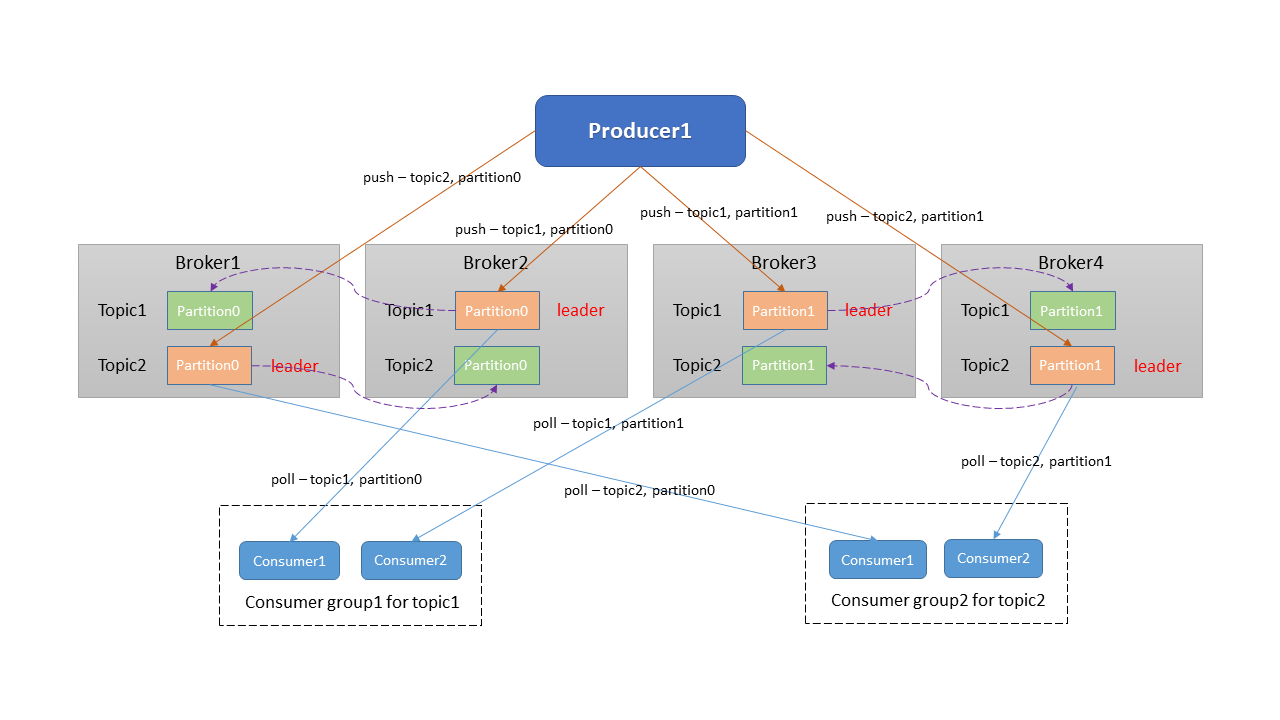 Producer1
push – topic2, partition0
push – topic1, partition0
push – topic1, partition1
push – topic2, partition1
Broker1
Topic1
Partition0
Topic2
Partition0
leader
Broker2
Topic1
Partition0
leader
Topic2
Partition0
Broker3
Topic1
Partition1
leader
Topic2
Partition1
Broker4
Topic1
Partition1
Topic2
Partition1
leader
poll – topic1, partition1
poll – topic2, partition1
poll – topic1, partition0
poll – topic2, partition0
Consumer1
Consumer2
Consumer group1 for topic1
Consumer1
Consumer2
Consumer group2 for topic2